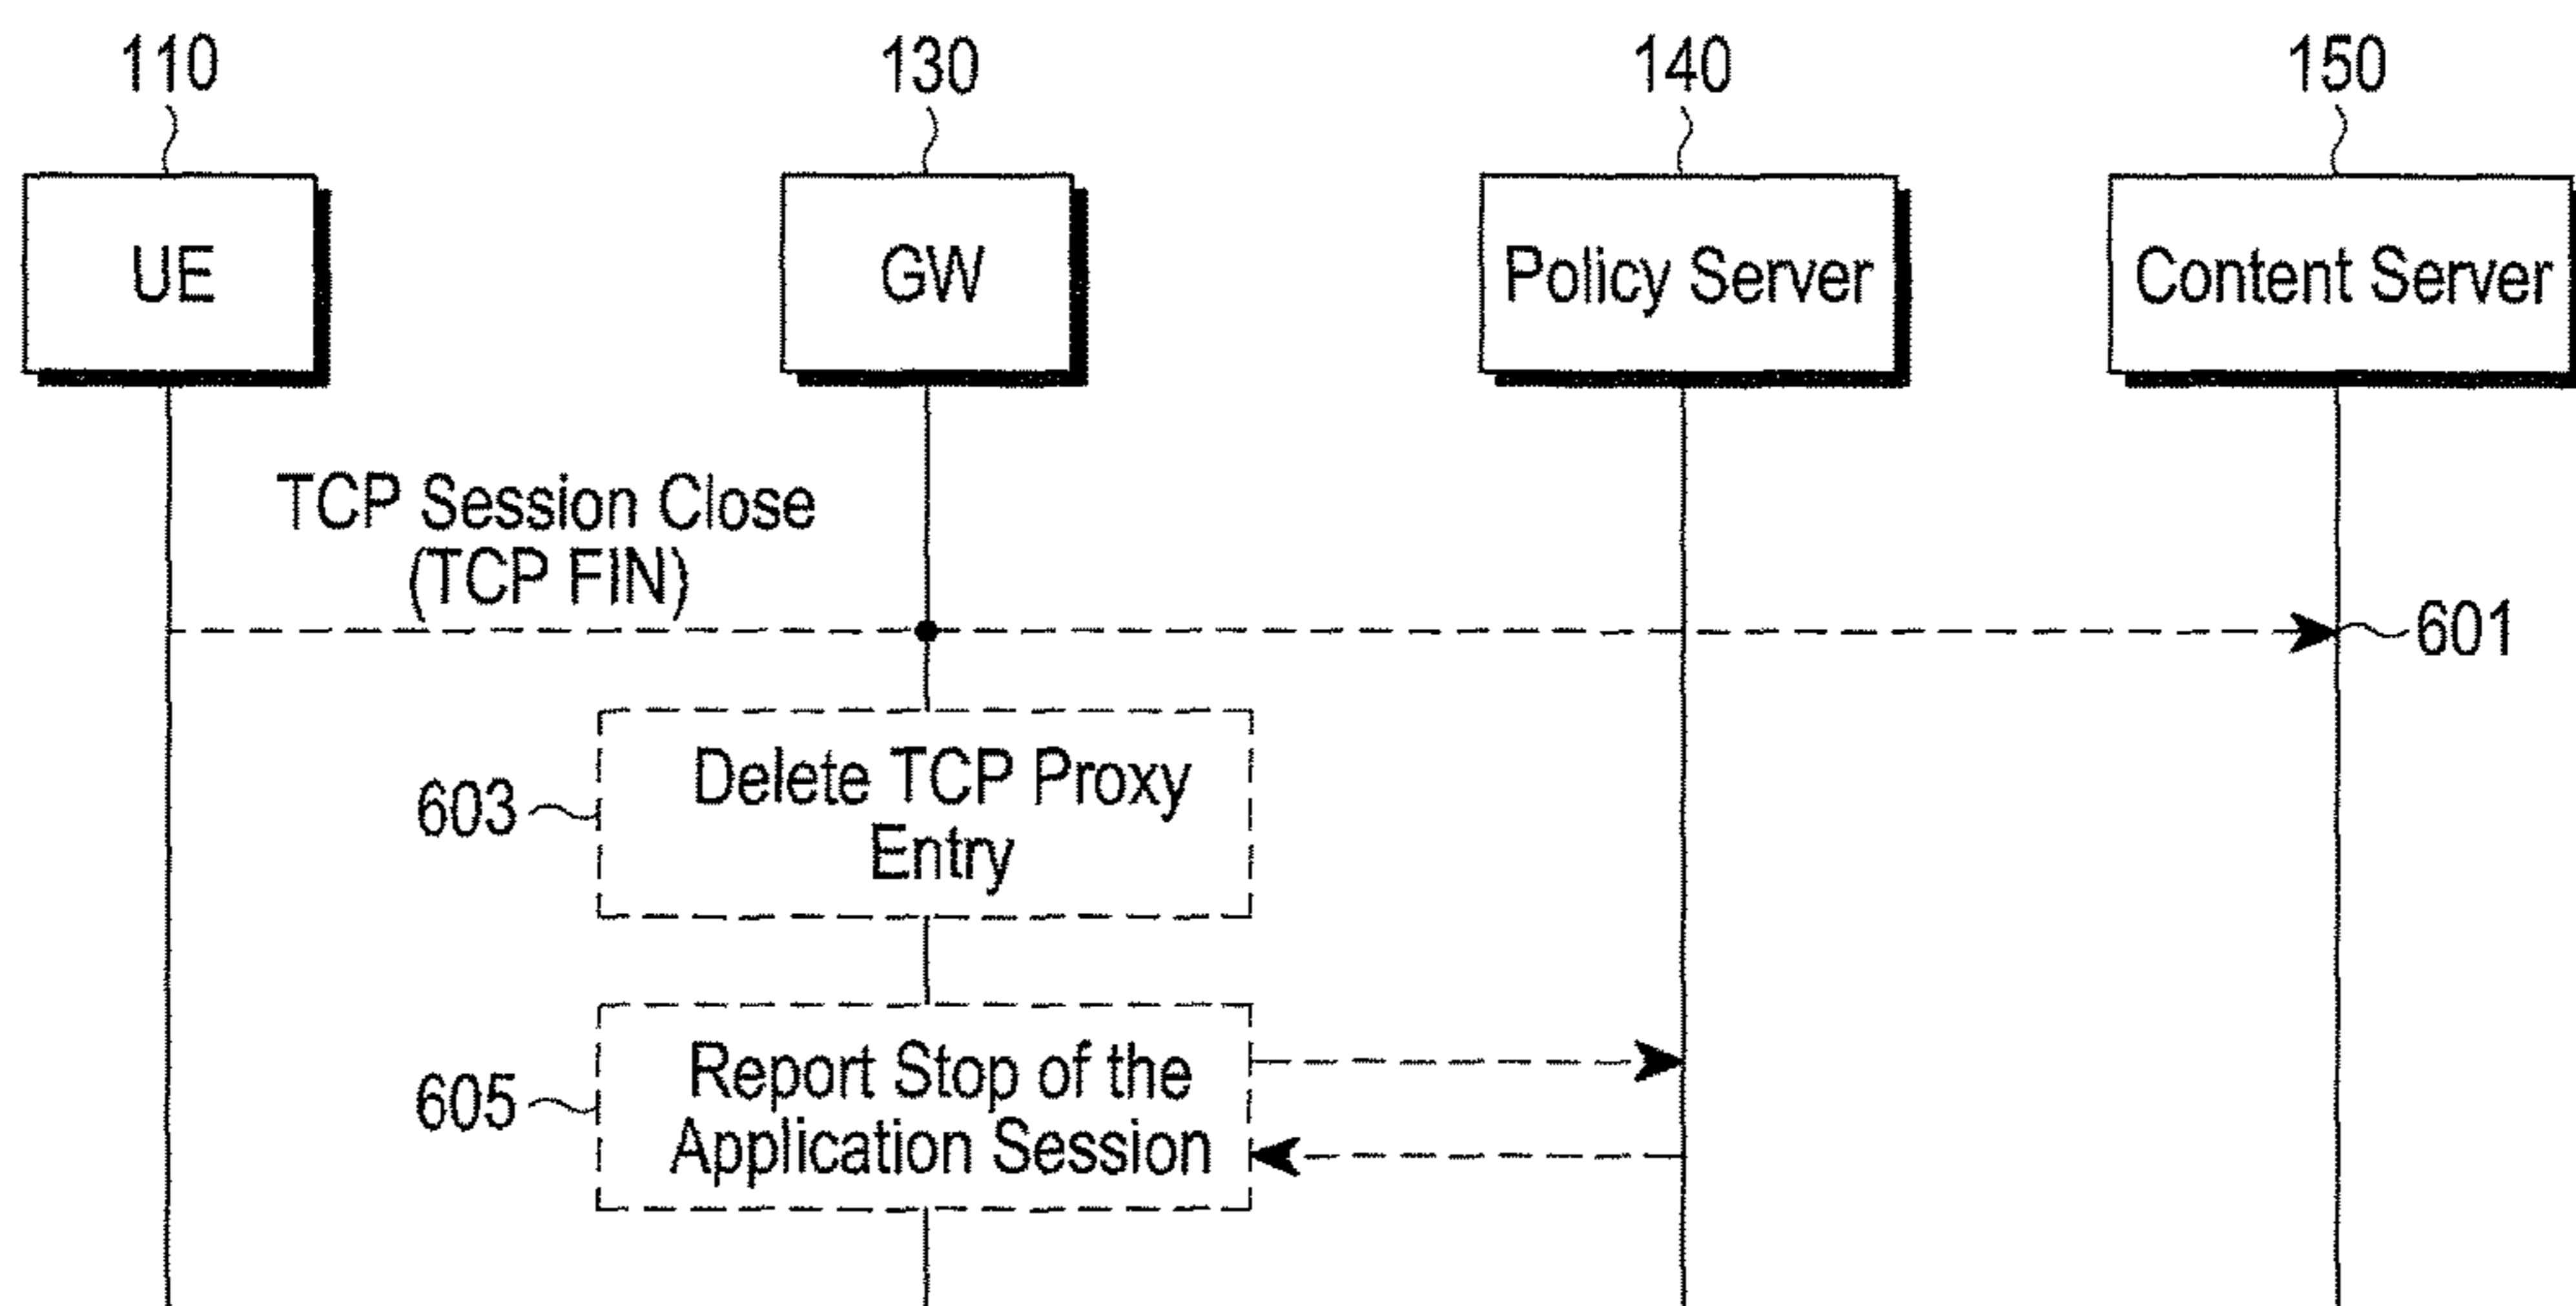 110
130
140
150
UE
GW
Policy Server
Content Server
TCP Session Close
(TCP FIN)
601
Delete TCP Proxy
Entry
603
Report Stop of the
Application Session
605